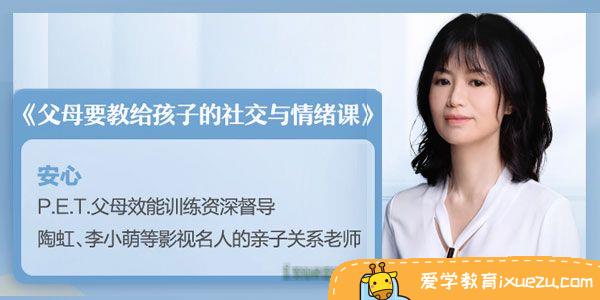 《父母要教给孩子的社交与情绪课》
安心
P.E.T.父母效能训练资深督导
陶虹、李小萌等影视名人的亲子关系老师
爱学教育ixuezu.com